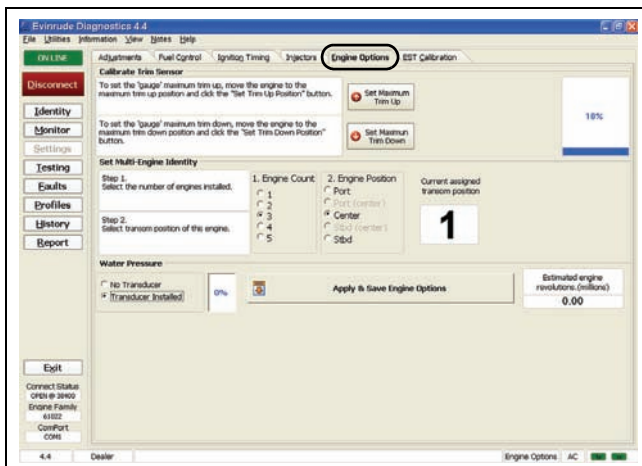 Evinrude Diagnostics 4.4
File Utilities Information View Notes Help
ON LINE
Adjustments Fuel Control Ignition Timing Injectors Engine Options EST Calibration
Disconnect
Identity
Monitor
Settings
Testing
Faults
Profiles
History
Report
Calibrate Trim Sensor
To set the 'gauge' maximum trim up, move the engine to the
maximum trim up position and click the "Set Trim Up Position" button.
Set Maximum
Trim Up
To set the 'gauge' maximum trim down, move the engine to the
maximum trim down position and click the "Set Trim Down Position"
button.
Set Maximum
Trim Down
18%
Set Multi-Engine Identity
Step 1.
Select the number of engines installed.
Step 2.
Select transom position of the engine.
1. Engine Count
1
2
3
4
5
2. Engine Position
Port
Port (center)
Center
Stbd (center)
Stbd
Current assigned
transom position
1
Water Pressure
No Transducer
Transducer Installed
0%
Apply & Save Engine Options
Estimated engine
revolutions.(millions)
0.00
Exit
Connect Status
OPEN @ 38400
Engine Family
61022
ComPort
COM1
4.4 Dealer Engine Options AC